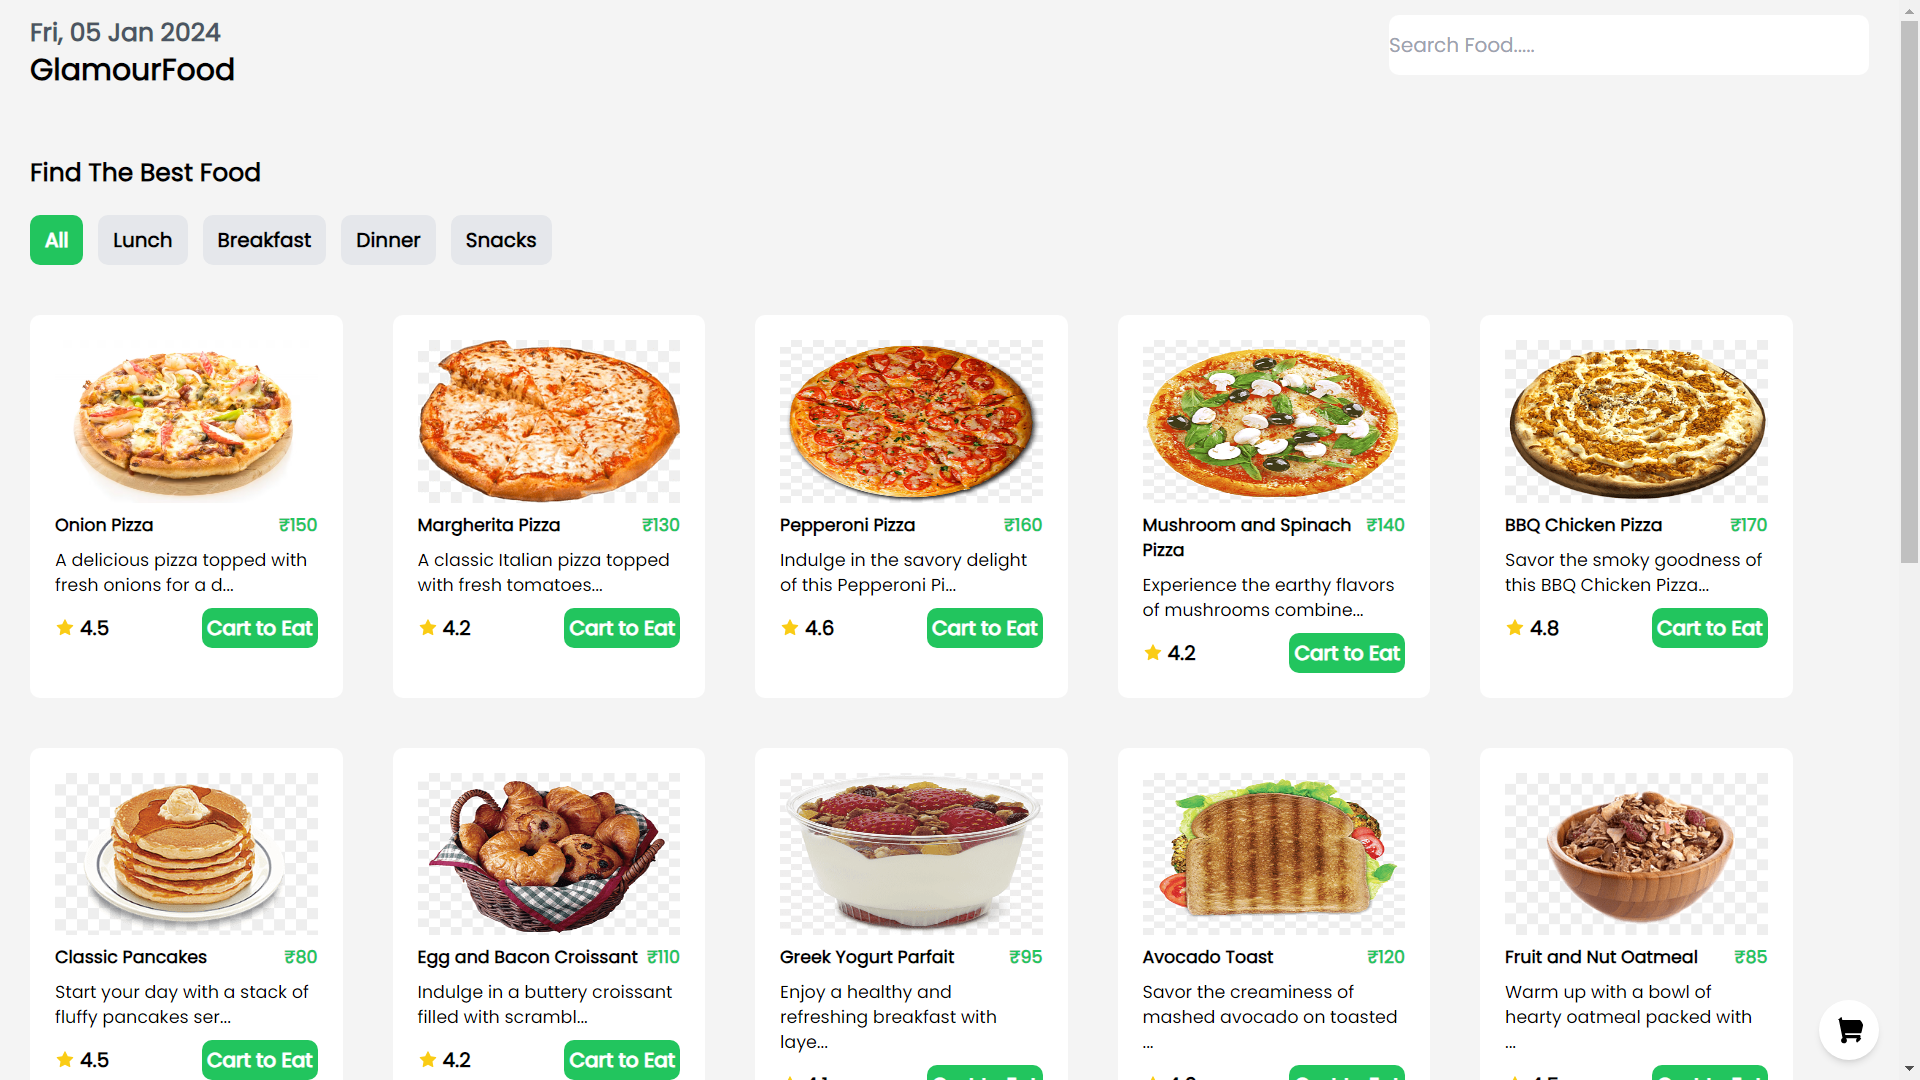 Fri, 05 Jan 2024
GlamourFood
Search Food.....
Find The Best Food
All
Lunch
Breakfast
Dinner
Snacks
Onion Pizza ₹150
A delicious pizza topped with
fresh onions for a d...
4.5 Cart to Eat
Margherita Pizza ₹130
A classic Italian pizza topped
with fresh tomatoes...
4.2 Cart to Eat
Pepperoni Pizza ₹160
Indulge in the savory delight
of this Pepperoni Pi...
4.6 Cart to Eat
Mushroom and Spinach ₹140
Pizza
Experience the earthy flavors
of mushrooms combine...
4.2 Cart to Eat
BBQ Chicken Pizza ₹170
Savor the smoky goodness of
this BBQ Chicken Pizza...
4.8 Cart to Eat
Classic Pancakes ₹80
Start your day with a stack of
fluffy pancakes ser...
4.5 Cart to Eat
Egg and Bacon Croissant ₹110
Indulge in a buttery croissant
filled with scrambl...
4.2 Cart to Eat
Greek Yogurt Parfait ₹95
Enjoy a healthy and
refreshing breakfast with
laye...
Avocado Toast ₹120
Savor the creaminess of
mashed avocado on toasted
...
Fruit and Nut Oatmeal ₹85
Warm up with a bowl of
hearty oatmeal packed with
...